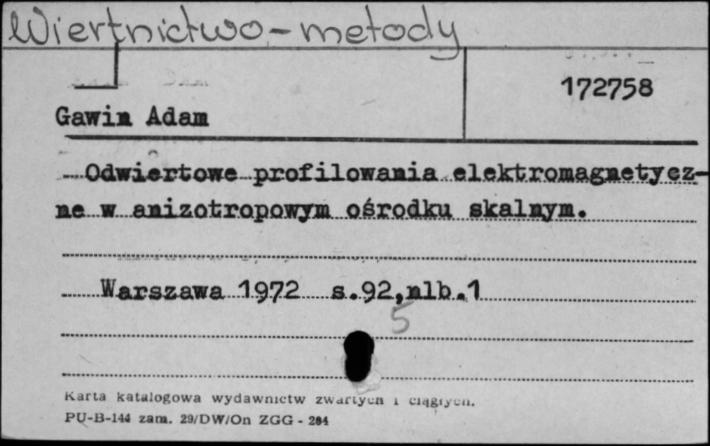 Wiertnictwo - metody
172758
Gawin Adam
Odwiertowe profilowania elektromagnetycz-
ne w anizotropowym ośrodku skalnym.
Warszawa 1972 s.92,nlb.1
5
Karta katalogowa wydawnictw zwartych i ciągłych.
PU-B-144 zam. 29/DW/On ZGG - 284